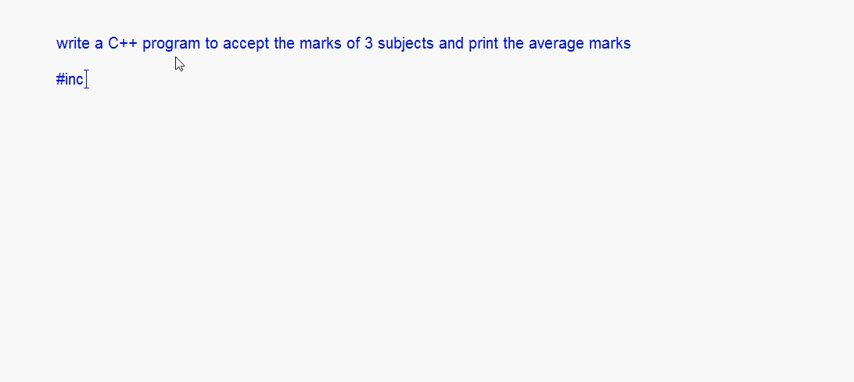 write a C++ program to accept the marks of 3 subjects and print the average marks
#inc